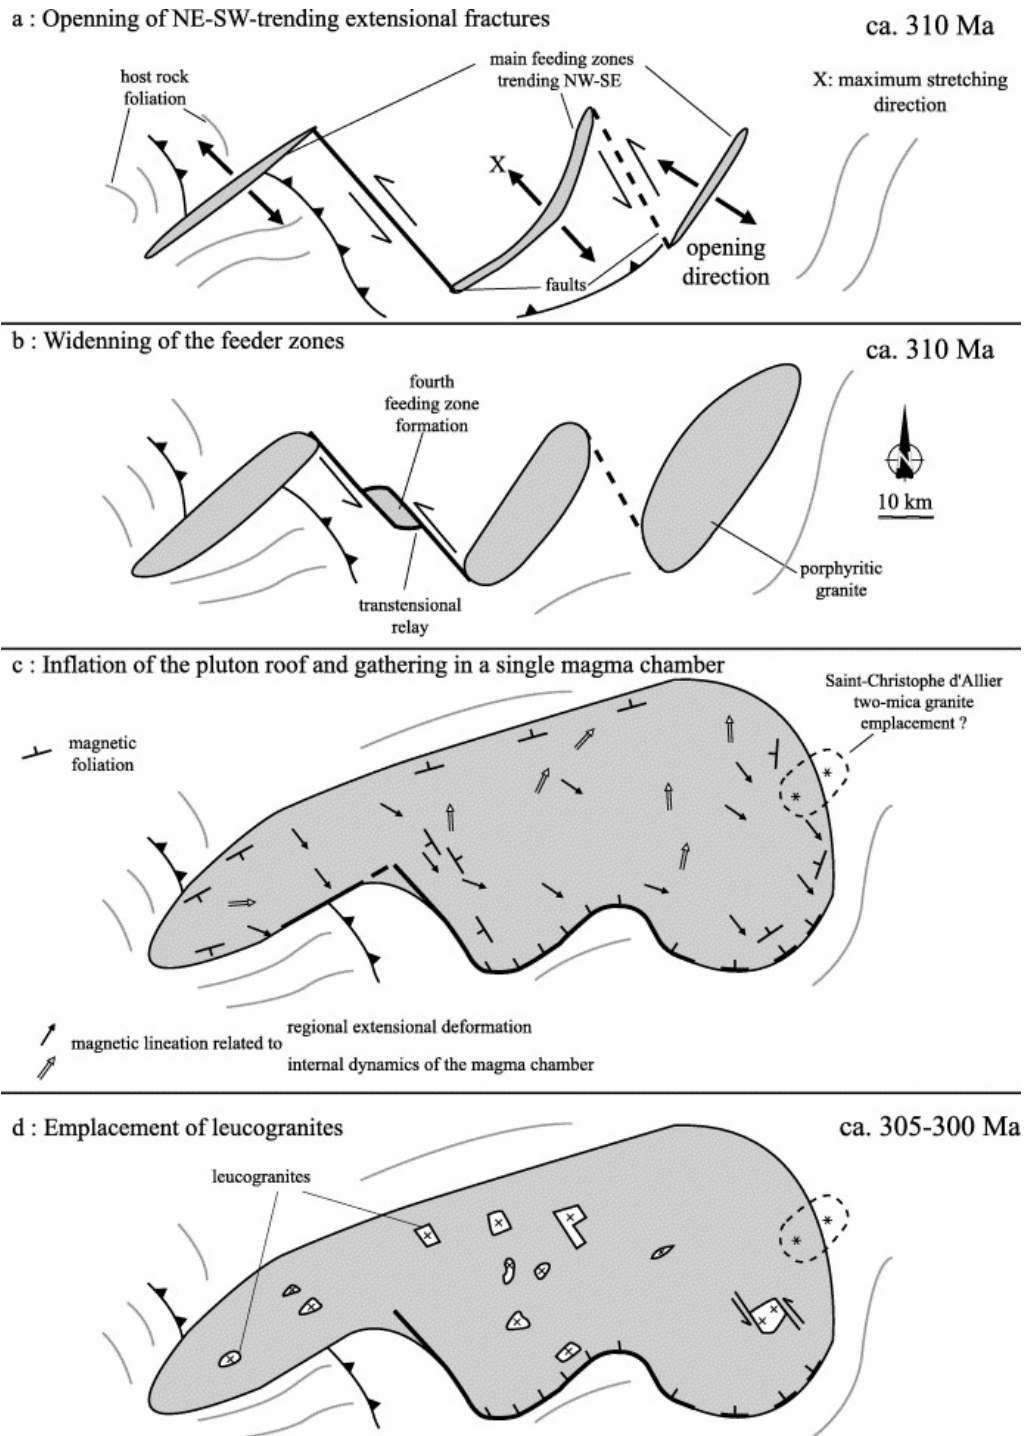 a : Openning of NE-SW-trending extensional fractures
ca. 310 Ma
host rock
foliation
main feeding zones
trending NW-SE
X: maximum stretching
direction
X
opening
direction
faults
b : Widenning of the feeder zones
ca. 310 Ma
fourth
feeding zone
formation
N
10 km
transtensional
relay
porphyritic
granite
c : Inflation of the pluton roof and gathering in a single magma chamber
Saint-Christophe d'Allier
two-mica granite
emplacement ?
magnetic
foliation
magnetic lineation related to
regional extensional deformation
internal dynamics of the magma chamber
d : Emplacement of leucogranites
ca. 305-300 Ma
leucogranites